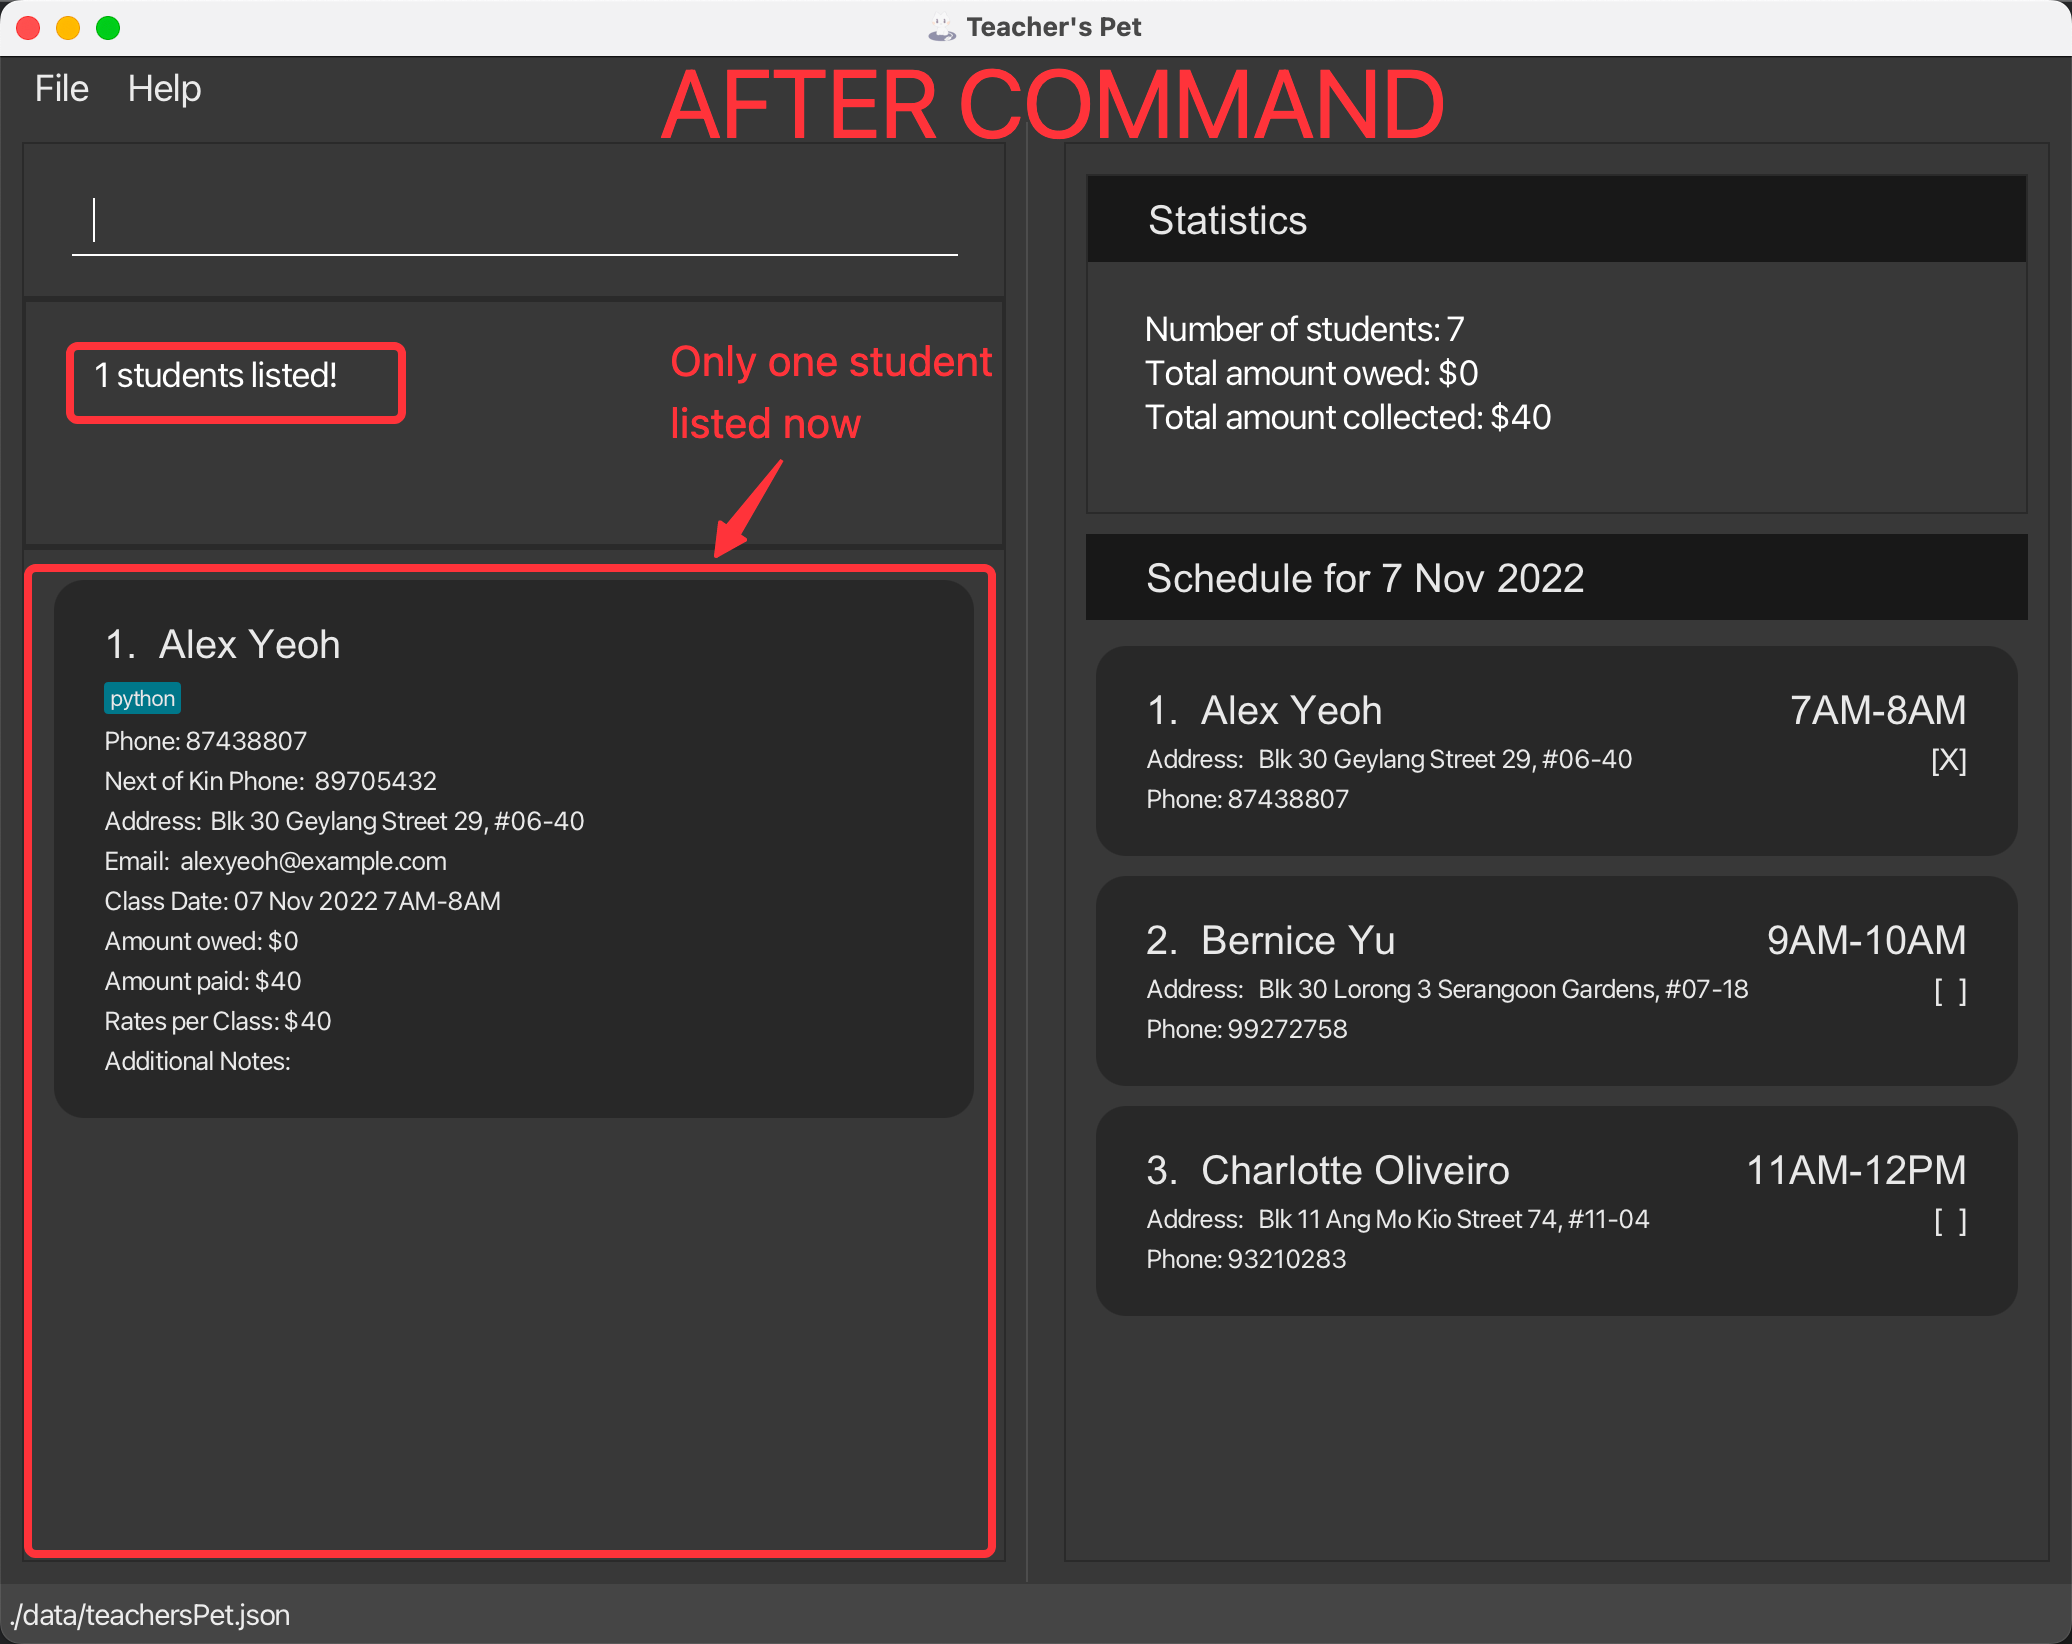 Teacher's Pet
File Help
AFTER COMMAND
1 students listed!
Only one student
listed now
1. Alex Yeoh
python
Phone: 87438807
Next of Kin Phone: 89705432
Address: Blk 30 Geylang Street 29, #06-40
Email: alexyeoh@example.com
Class Date: 07 Nov 2022 7AM-8AM
Amount owed: $0
Amount paid: $40
Rates per Class: $40
Additional Notes:
Statistics
Number of students: 7
Total amount owed: $0
Total amount collected: $40
Schedule for 7 Nov 2022
1. Alex Yeoh 7AM-8AM
Address: Blk 30 Geylang Street 29, #06-40 [X]
Phone: 87438807
2. Bernice Yu 9AM-10AM
Address: Blk 30 Lorong 3 Serangoon Gardens, #07-18 [ ]
Phone: 99272758
3. Charlotte Oliveiro 11AM-12PM
Address: Blk 11 Ang Mo Kio Street 74, #11-04 [ ]
Phone: 93210283
./data/teachersPet.json